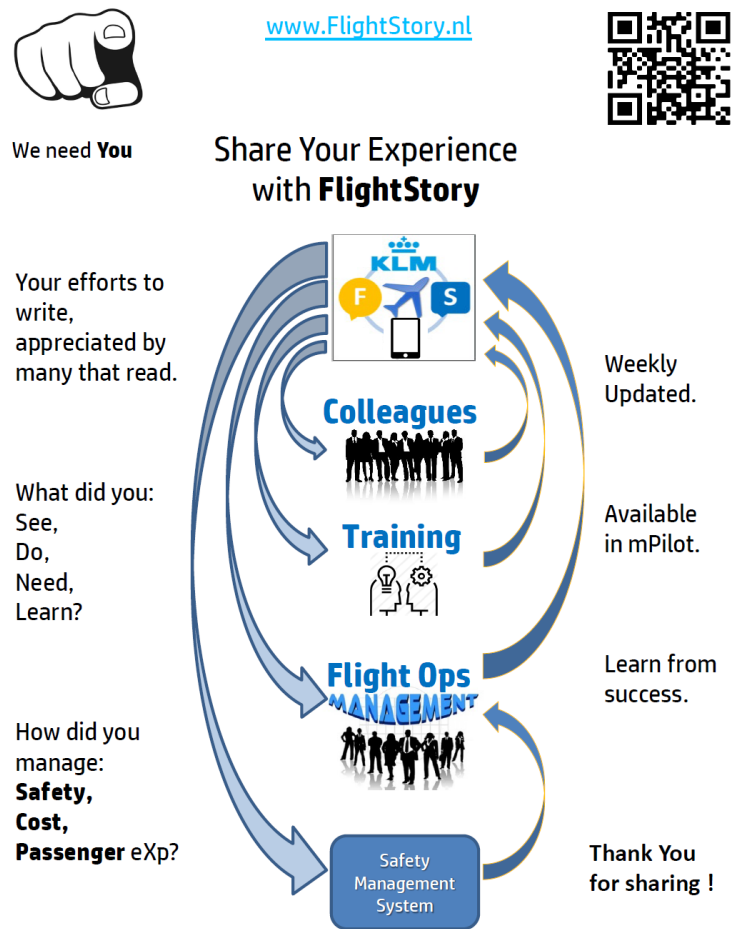 www.FlightStory.nl
We need You
Share Your Experience
with FlightStory
KLM
F
S
Your efforts to
write,
appreciated by
many that read.
Weekly
Updated.
Colleagues
What did you:
See,
Do,
Need,
Learn?
Training
Available
in mPilot.
Flight Ops
MANAGEMENT
Learn from
success.
How did you
manage:
Safety,
Cost,
Passenger eXp?
Safety
Management
System
Thank You
for sharing !